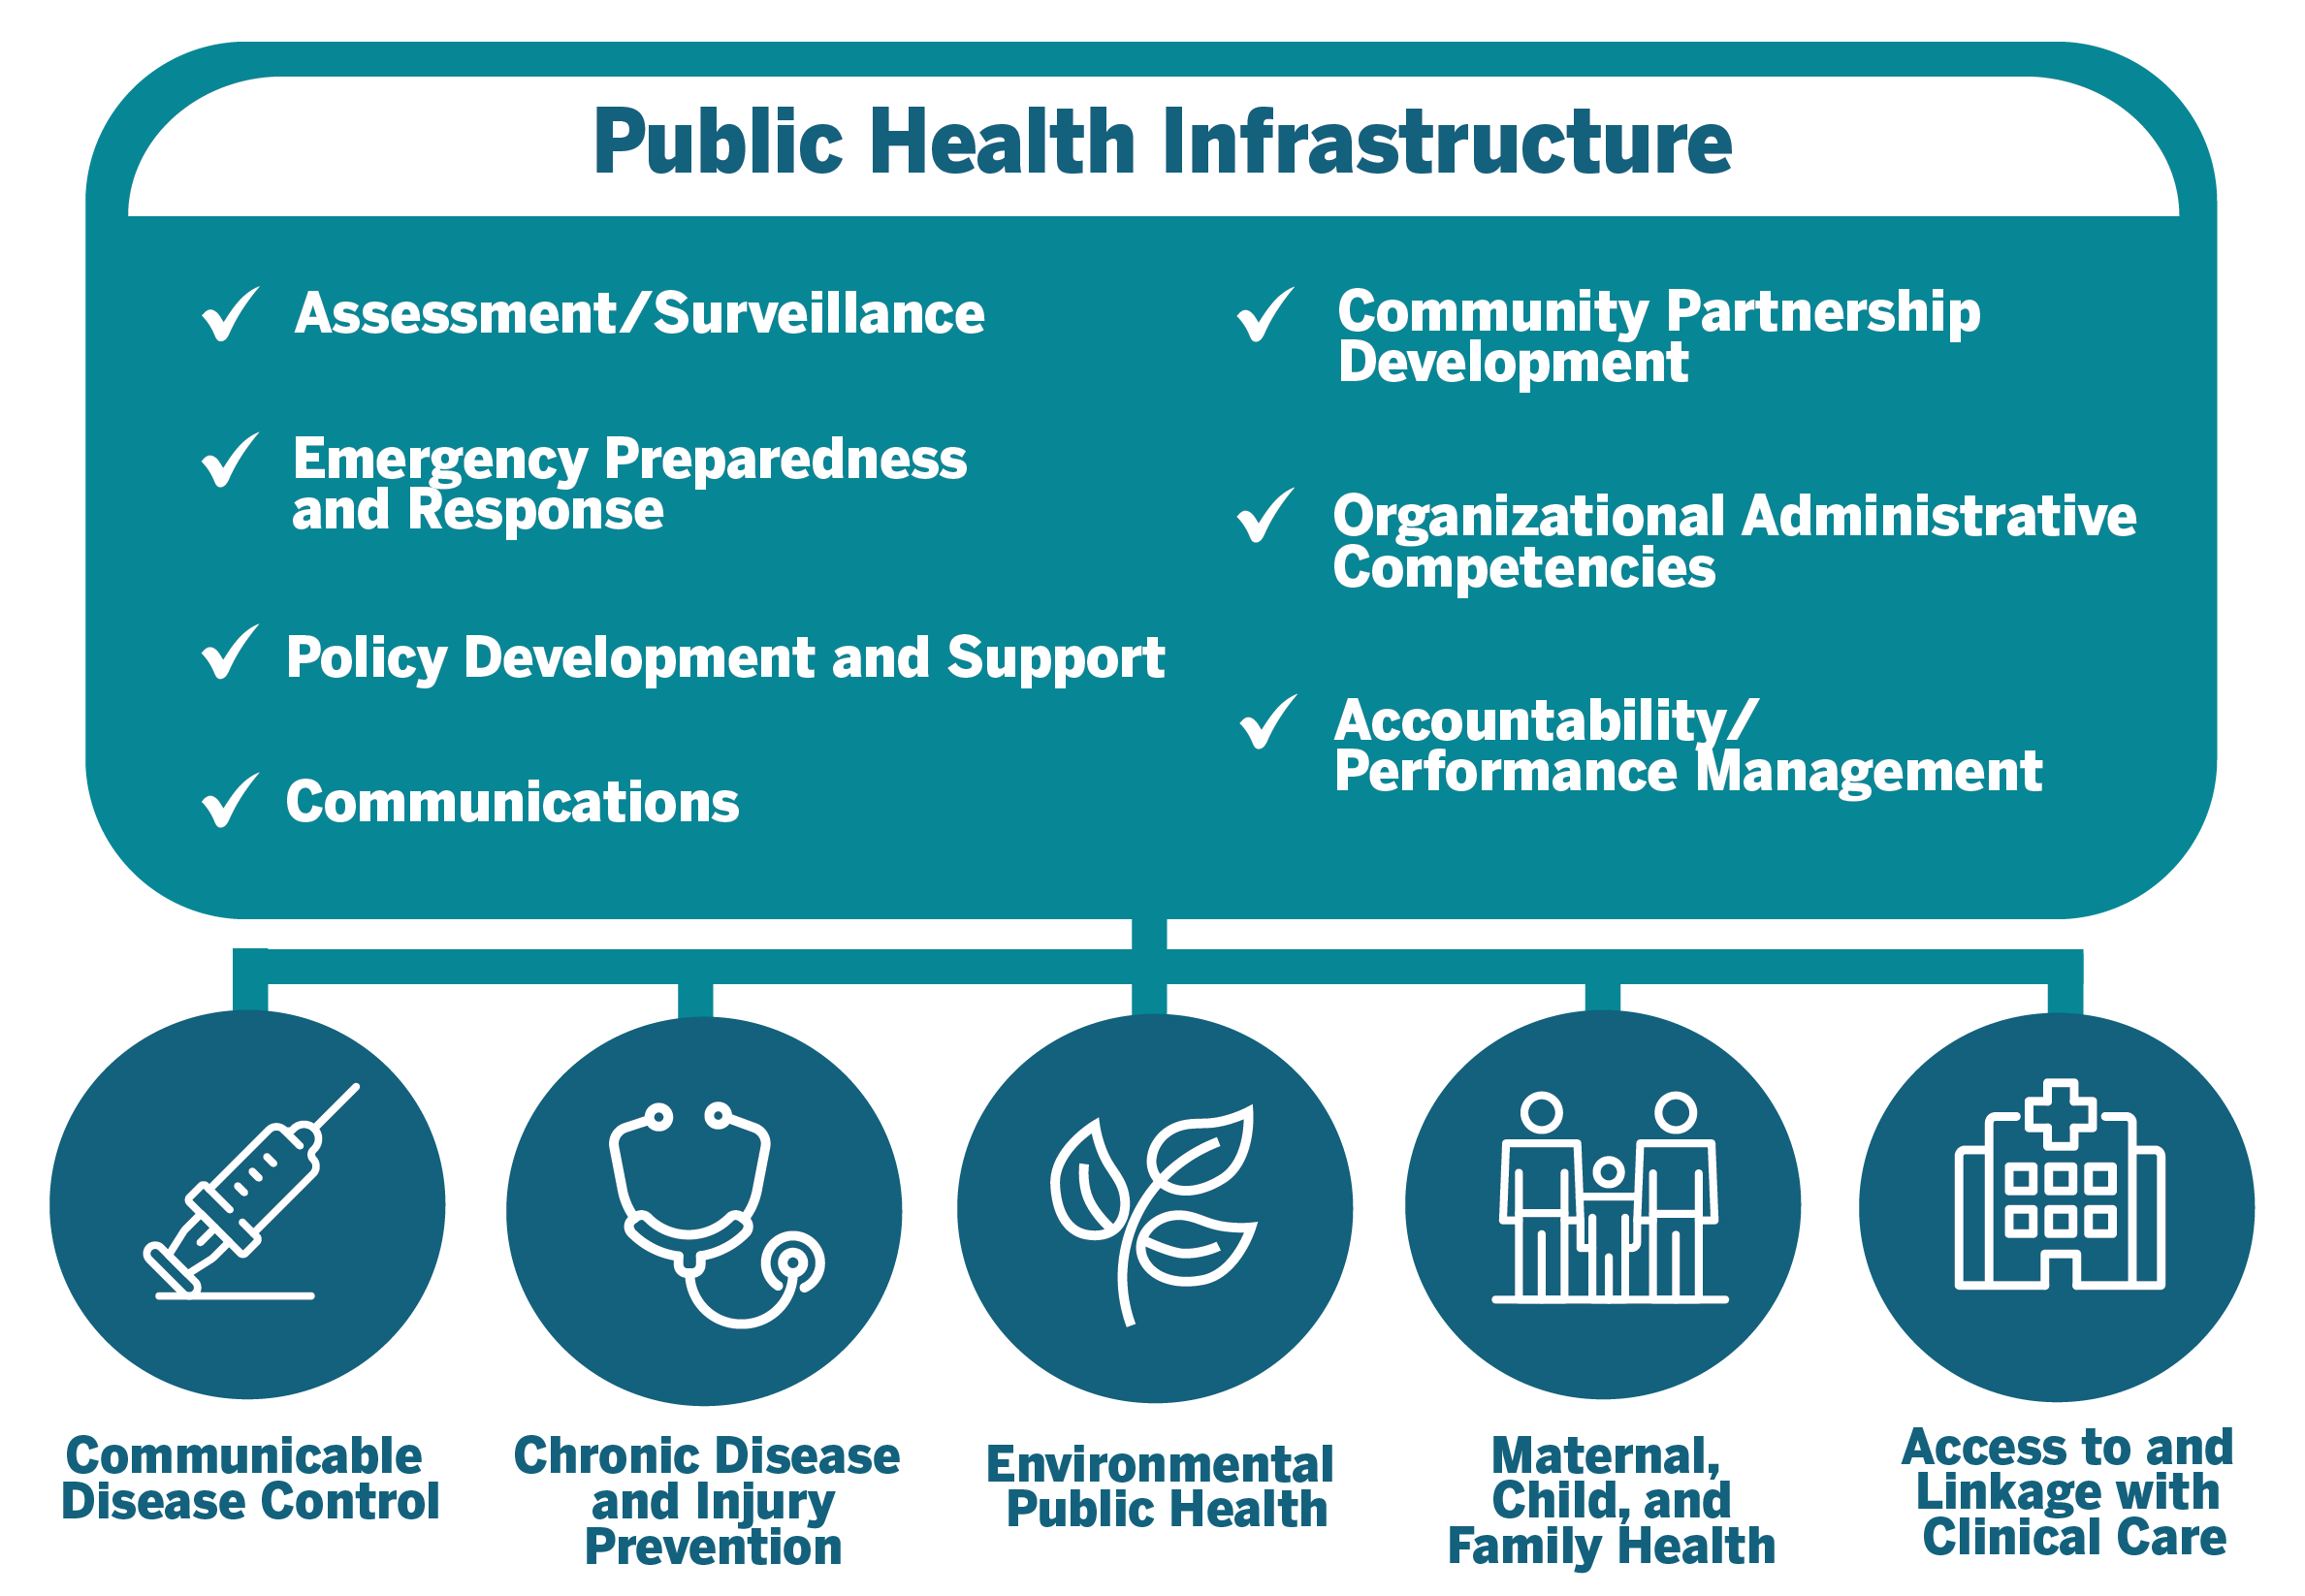 Public Health Infrastructure
Assessment/Surveillance
Emergency Preparedness
and Response
Policy Development and Support
Communications
Community Partnership
Development
Organizational Administrative
Competencies
Accountability/
Performance Management
Communicable
Disease Control
Chronic Disease
and Injury
Prevention
Environmental
Public Health
Maternal,
Child, and
Family Health
Access to and
Linkage with
Clinical Care